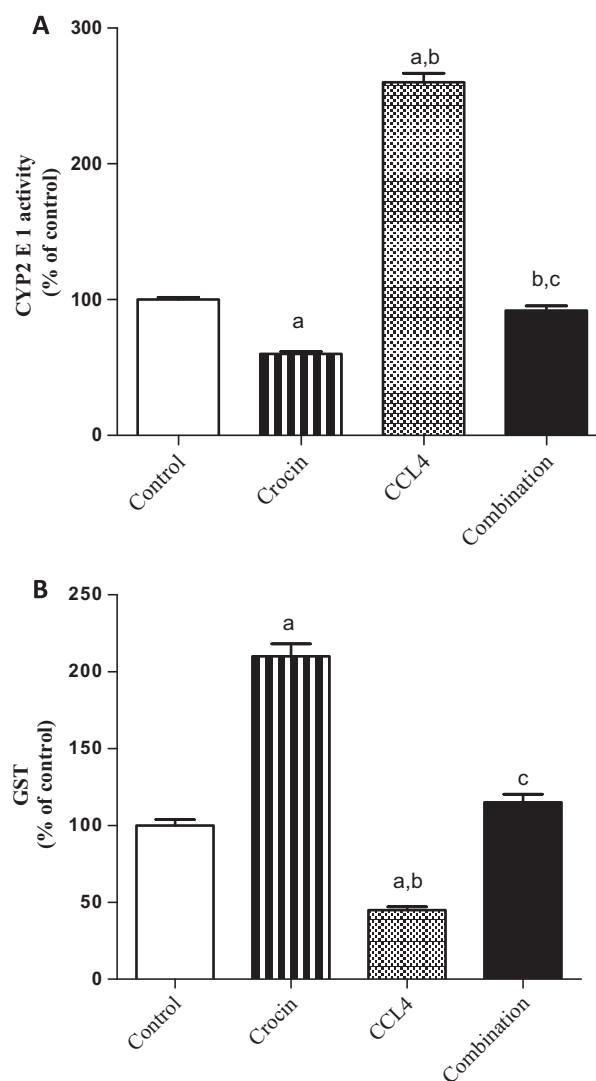 A
CYP2 E 1 activity
(% of control)
300
200
100
0
a
a,b
b,c
Control
Crocin
CCL4
Combination
B
GST
(% of control)
250
200
150
100
50
0
a
a,b
c
Control
Crocin
CCL4
Combination